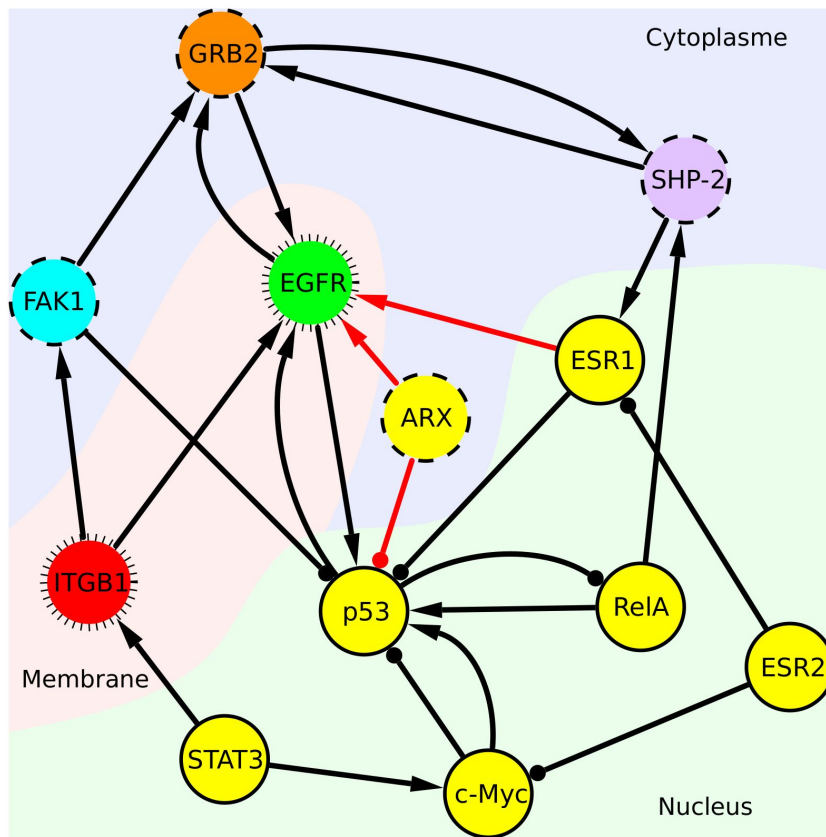 Cytoplasme
GRB2
SHP-2
EGFR
FAK1
ESR1
ARX
ITGB1
p53
RelA
ESR2
Membrane
STAT3
c-Myc
Nucleus